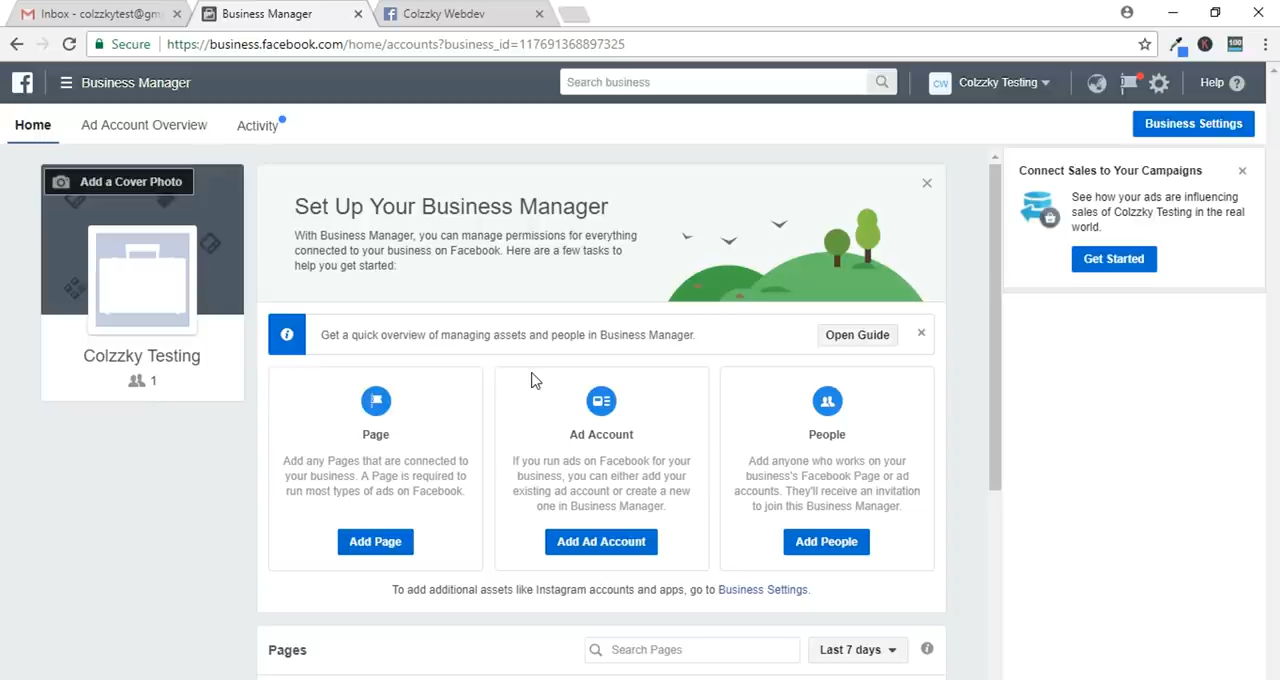 Inbox - colzzkytest@gm
Business Manager
Colzzky Webdev
Secure
https://business.facebook.com/home/accounts?business_id=117691368897325
K
100
Business Manager
Search business
CW
Colzzky Testing
Help ?
Home
Ad Account Overview
Activity
Business Settings
Add a Cover Photo
Colzzky Testing
1
Set Up Your Business Manager
With Business Manager, you can manage permissions for everything
connected to your business on Facebook. Here are a few tasks to
help you get started:
Get a quick overview of managing assets and people in Business Manager.
Open Guide
Page
Add any Pages that are connected to
your business. A Page is required to
run most types of ads on Facebook.
Add Page
Ad Account
If you run ads on Facebook for your
business, you can either add your
existing ad account or create a new
one in Business Manager.
Add Ad Account
People
Add anyone who works on your
business's Facebook Page or ad
accounts. They'll receive an invitation
to join this Business Manager.
Add People
To add additional assets like Instagram accounts and apps, go to Business Settings.
Pages
Search Pages
Last 7 days
Connect Sales to Your Campaigns
See how your ads are influencing
sales of Colzzky Testing in the real
world.
Get Started